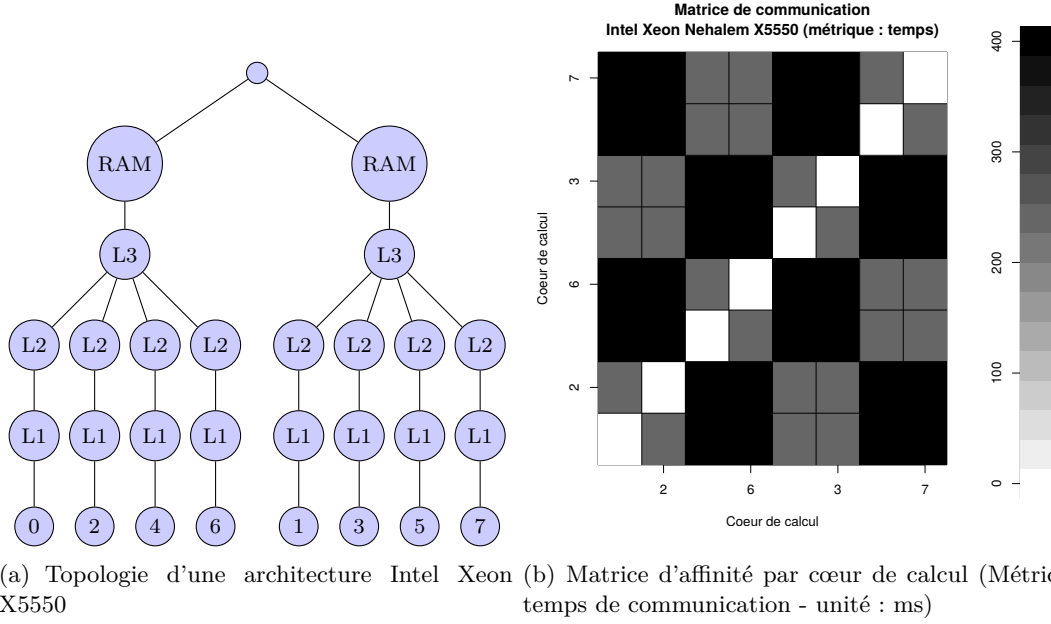 RAM RAM
L3 L3
L2 L2 L2 L2 L2 L2 L2 L2
L1 L1 L1 L1 L1 L1 L1 L1
0 2 4 6 1 3 5 7
(a) Topologie d'une architecture Intel Xeon
X5550
Matrice de communication
Intel Xeon Nehalem X5550 (métrique : temps)
Coeur de calcul
7
3
6
2
2 6 3 7
Coeur de calcul
400
300
200
100
0
(b) Matrice d'affinité par cœur de calcul (Métric
temps de communication - unité : ms)